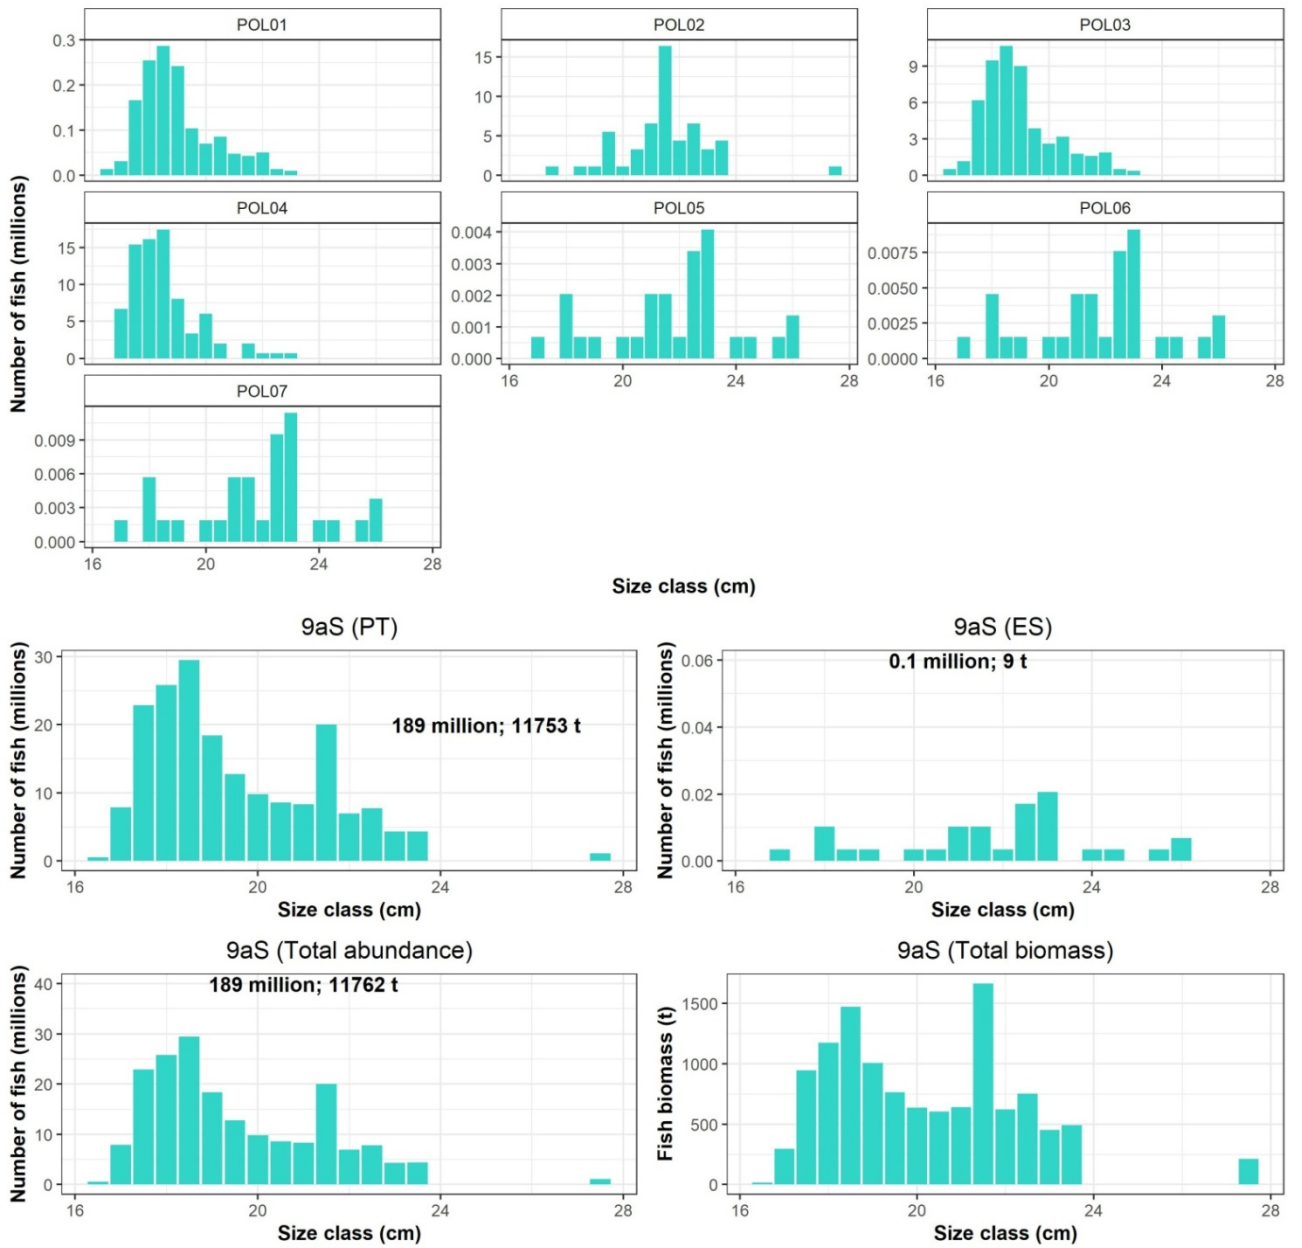 POL01
POL02
POL03
0.3
0.2
0.1
0.0
15
10
5
0
9
6
3
0
POL04
POL05
POL06
15
10
5
0
0.004
0.003
0.002
0.001
0.000
0.0075
0.0050
0.0025
0.0000
16 20 24 28
16 20 24 28
POL07
0.009
0.006
0.003
0.000
16 20 24 28
Number of fish (millions)
Size class (cm)
9aS (PT)
189 million; 11753 t
30
20
10
0
16 20 24 28
Number of fish (millions)
Size class (cm)
9aS (ES)
0.1 million; 9 t
0.06
0.04
0.02
0.00
16 20 24 28
Number of fish (millions)
Size class (cm)
9aS (Total abundance)
189 million; 11762 t
40
30
20
10
0
16 20 24 28
Number of fish (millions)
Size class (cm)
9aS (Total biomass)
1500
1000
500
0
16 20 24 28
Fish biomass (t)
Size class (cm)